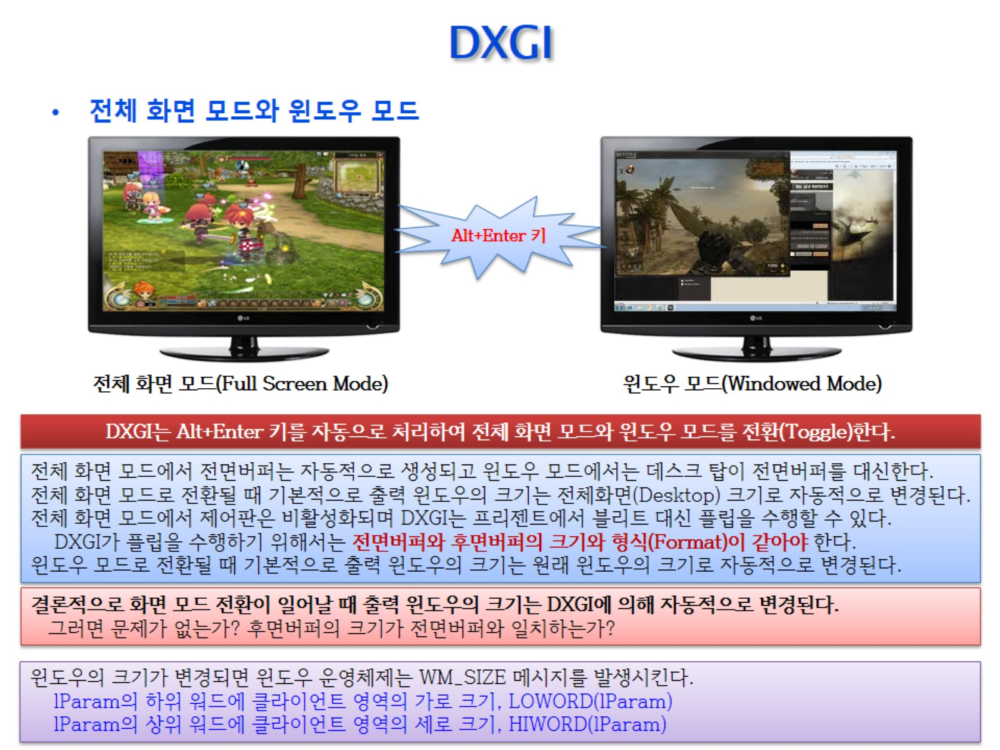 DXGI
• 전체 화면 모드와 윈도우 모드
Alt+Enter 키
LG
LG
전체 화면 모드(Full Screen Mode)
윈도우 모드(Windowed Mode)
DXGI는 Alt+Enter 키를 자동으로 처리하여 전체 화면 모드와 윈도우 모드를 전환(Toggle)한다.
전체 화면 모드에서 전면버퍼는 자동적으로 생성되고 윈도우 모드에서는 데스크 탑이 전면버퍼를 대신한다.
전체 화면 모드로 전환될 때 기본적으로 출력 윈도우의 크기는 전체화면(Desktop) 크기로 자동적으로 변경된다.
전체 화면 모드에서 제어판은 비활성화되며 DXGI는 프리젠트에서 블리트 대신 플립을 수행할 수 있다.
DXGI가 플립을 수행하기 위해서는 전면버퍼와 후면버퍼의 크기와 형식(Format)이 같아야 한다.
윈도우 모드로 전환될 때 기본적으로 출력 윈도우의 크기는 원래 윈도우의 크기로 자동적으로 변경된다.
결론적으로 화면 모드 전환이 일어날 때 출력 윈도우의 크기는 DXGI에 의해 자동적으로 변경된다.
그러면 문제가 없는가? 후면버퍼의 크기가 전면버퍼와 일치하는가?
윈도우의 크기가 변경되면 윈도우 운영체제는 WM_SIZE 메시지를 발생시킨다.
lParam의 하위 워드에 클라이언트 영역의 가로 크기, LOWORD(lParam)
lParam의 상위 워드에 클라이언트 영역의 세로 크기, HIWORD(lParam)